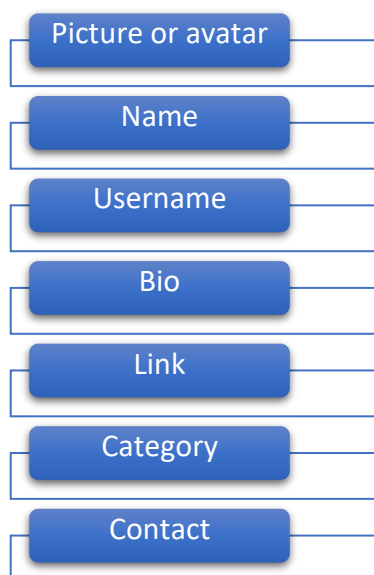 Picture or avatar
Name
Username
Bio
Link
Category
Contact